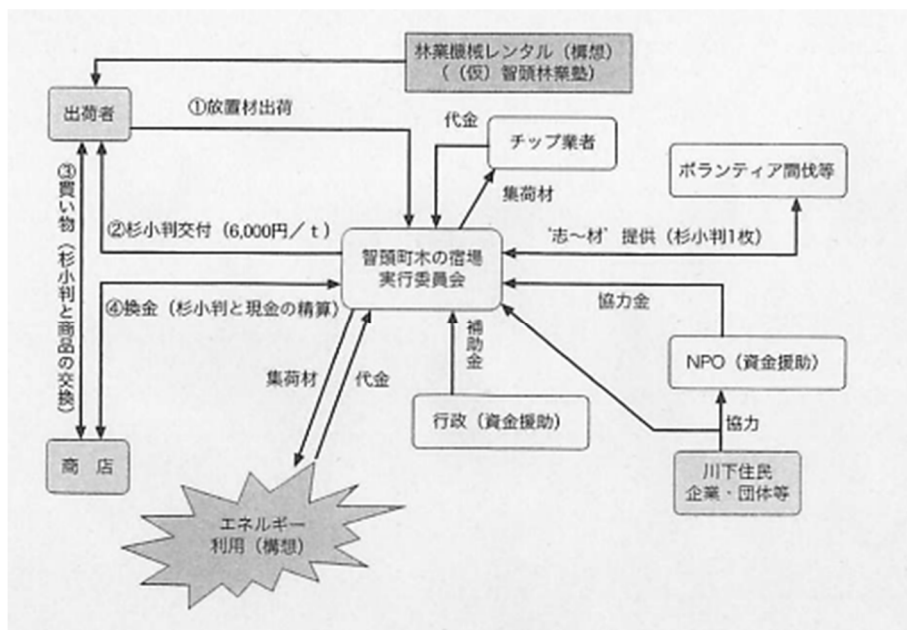 林業機械レンタル（構想）
（（仮）智頭林業塾）
出荷者
①放置材出荷
代金
チップ業者
集荷材
ボランティア間伐等
②杉小判交付（6,000円／ｔ）
"志～材"提供（杉小判1枚）
智頭町木の宿場
実行委員会
③買い物（杉小判と商品の交換）
④換金（杉小判と現金の精算）
協力金
補助金
集荷材
代金
NPO（資金援助）
行政（資金援助）
協力
商　店
川下住民
企業・団体等
エネルギー
利用（構想）